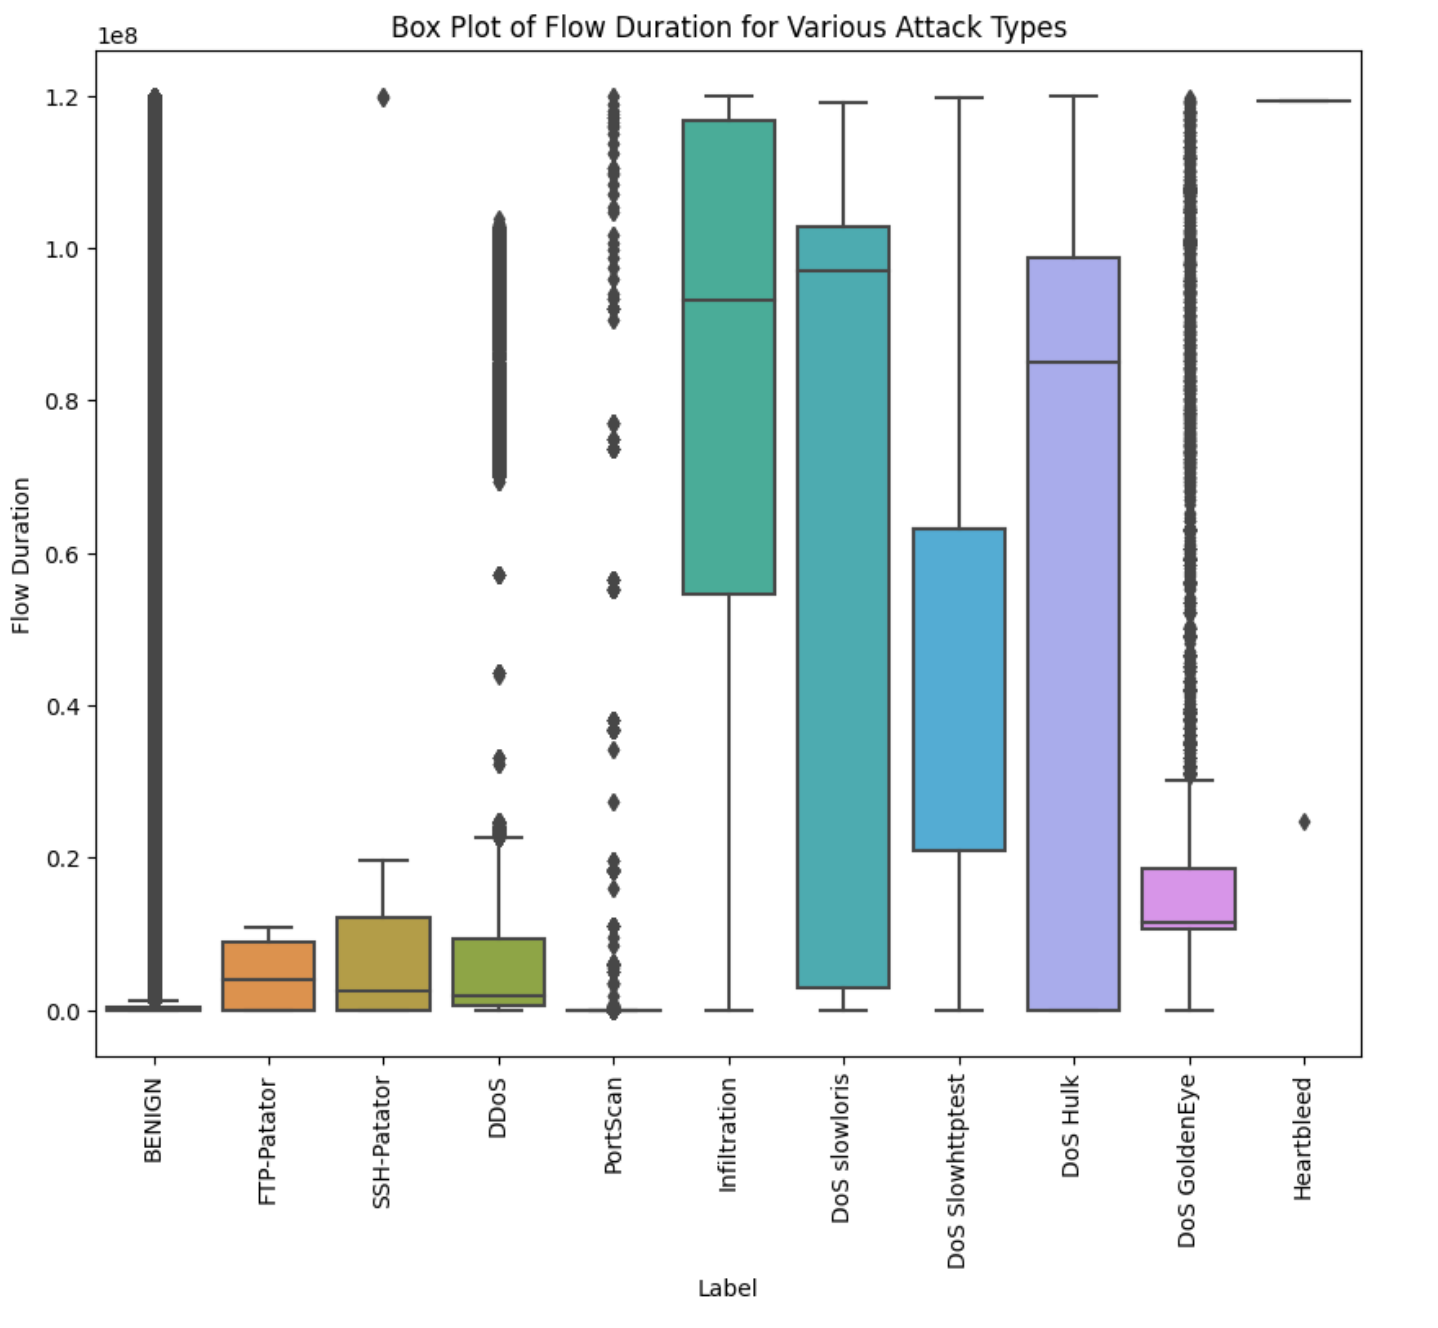 Box Plot of Flow Duration for Various Attack Types
1e8
1.2
1.0
0.8
0.6
0.4
0.2
0.0
Flow Duration
BENIGN
FTP-Patator
SSH-Patator
DDoS
PortScan
Infiltration
DoS slowloris
DoS Slowhttptest
DoS Hulk
DoS GoldenEye
Heartbleed
Label